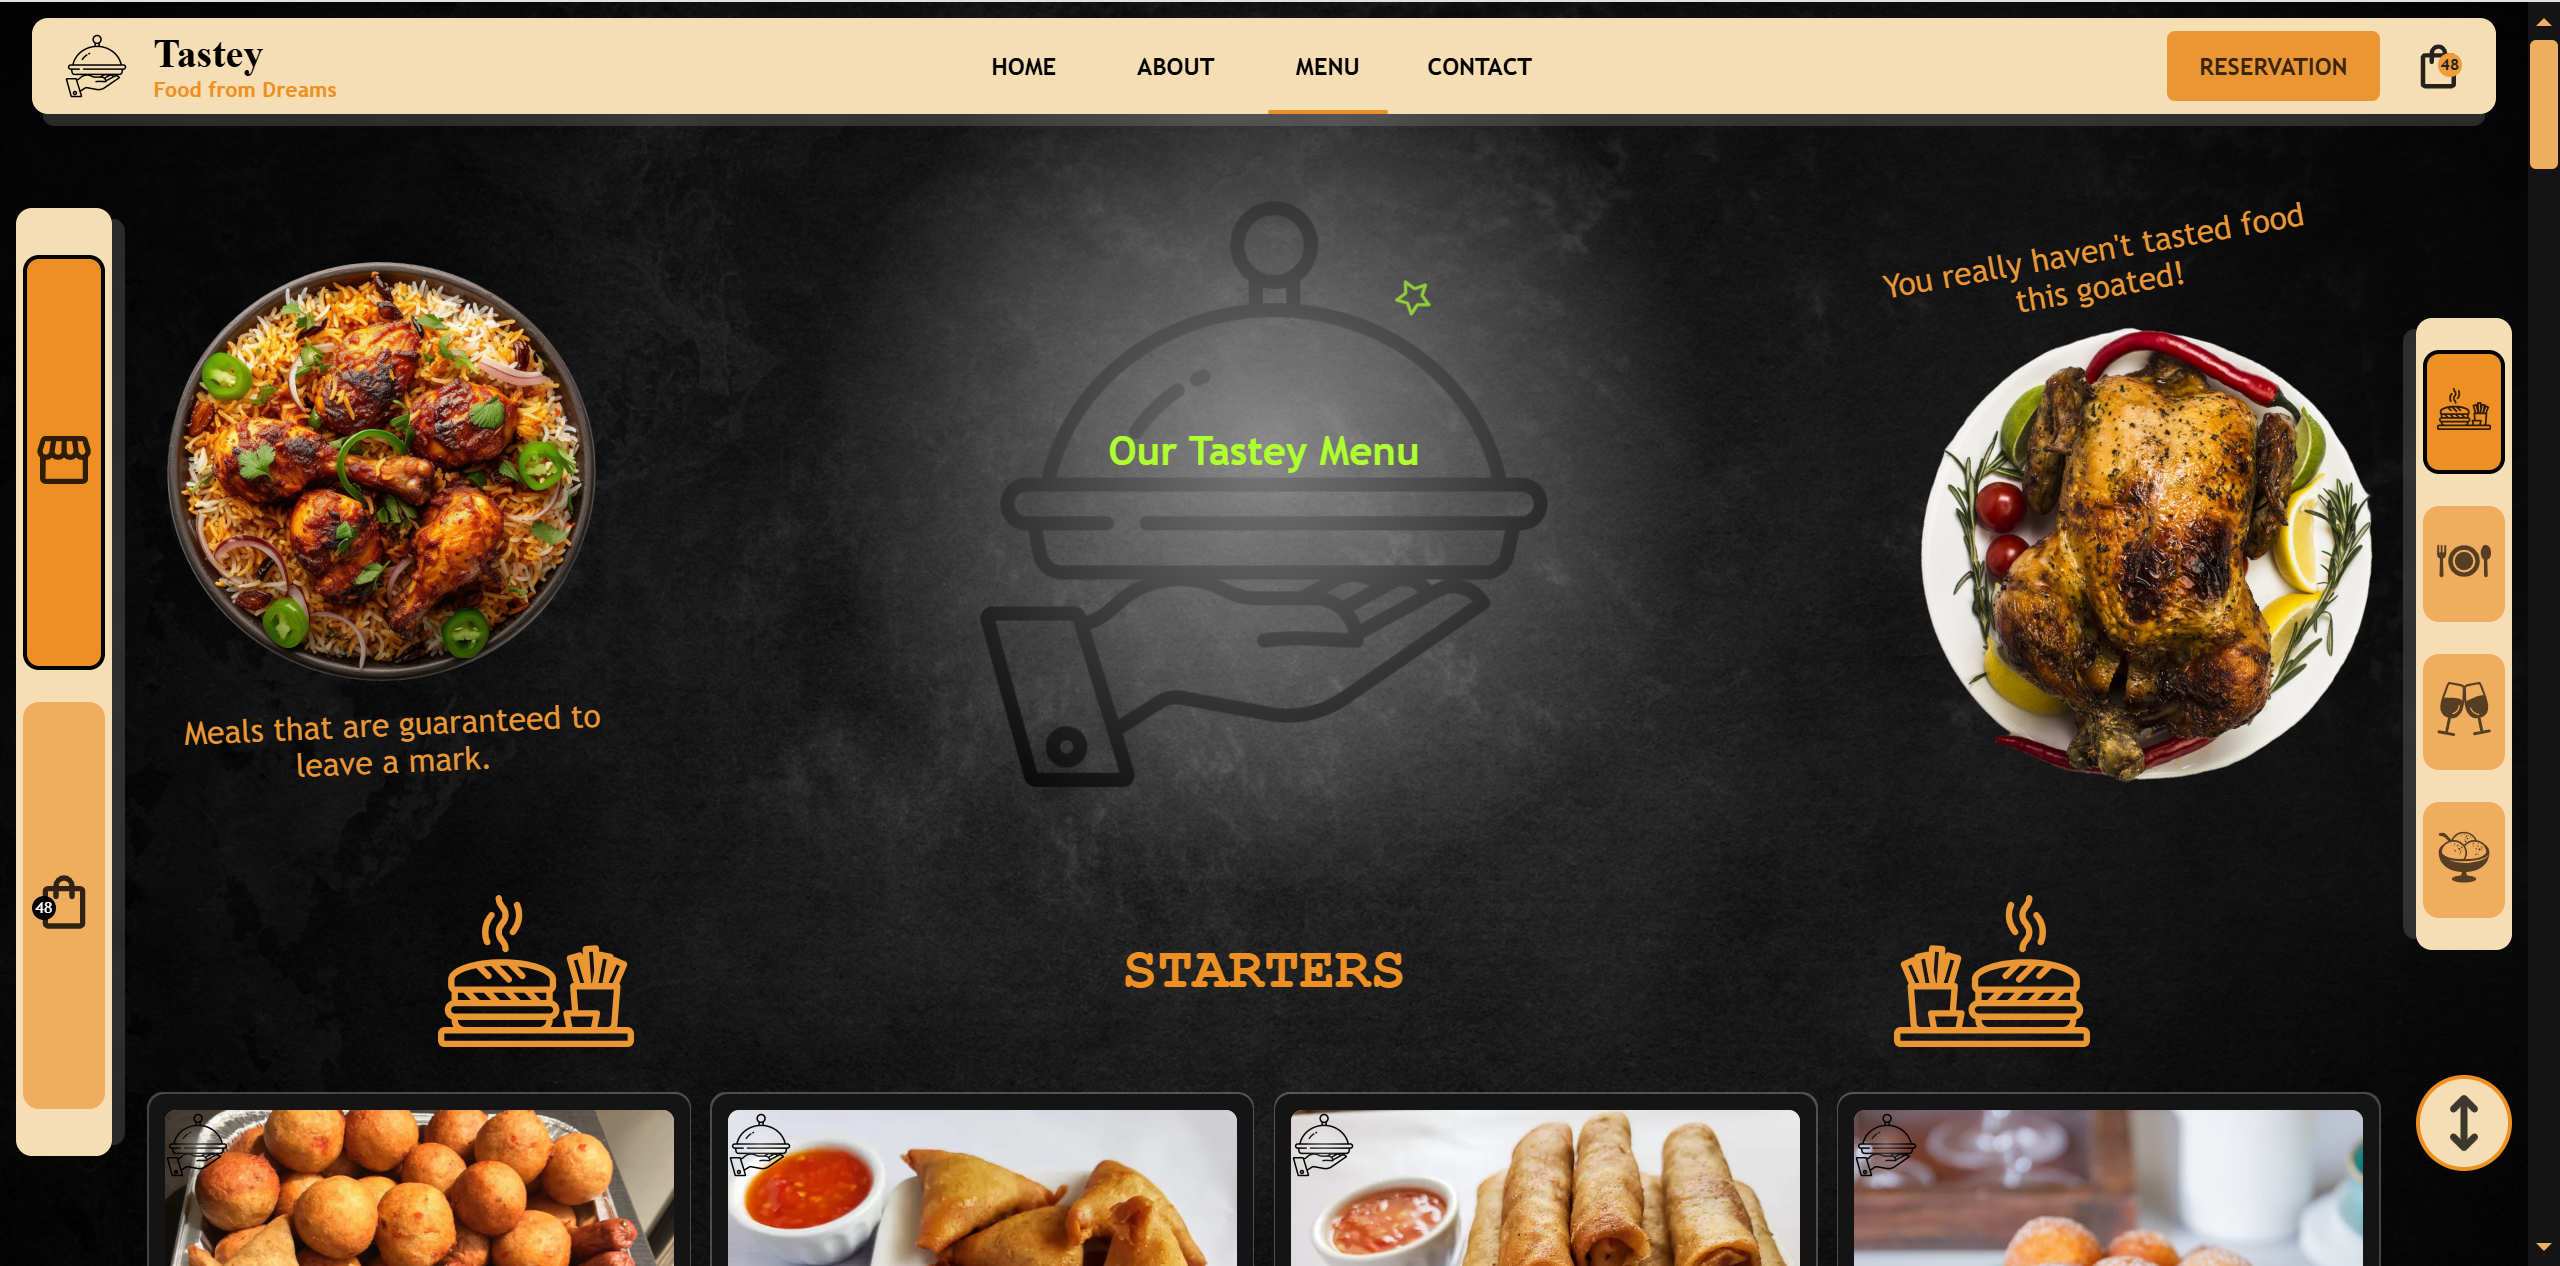 Tastey
Food from Dreams
HOME
ABOUT
MENU
CONTACT
RESERVATION
48
You really haven't tasted food
this goated!
Our Tastey Menu
Meals that are guaranteed to
leave a mark.
48
STARTERS